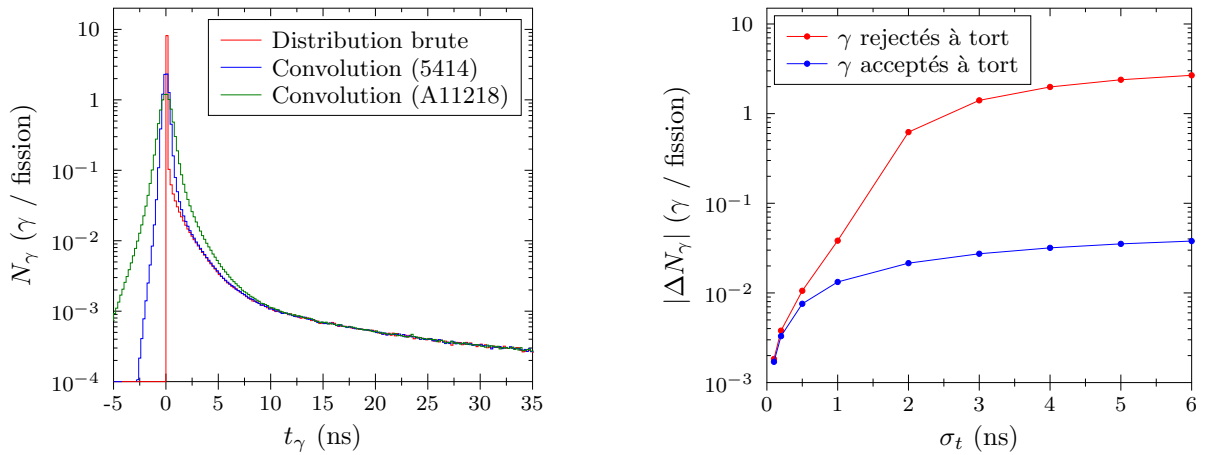 Distribution brute
Convolution (5414)
Convolution (A11218)
10
1
10⁻¹
10⁻²
10⁻³
10⁻⁴
-5 0 5 10 15 20 25 30 35
N_γ (γ / fission)
t_γ (ns)
γ rejectés à tort
γ acceptés à tort
10
1
10⁻¹
10⁻²
10⁻³
0 1 2 3 4 5 6
|ΔN_γ| (γ / fission)
σ_t (ns)